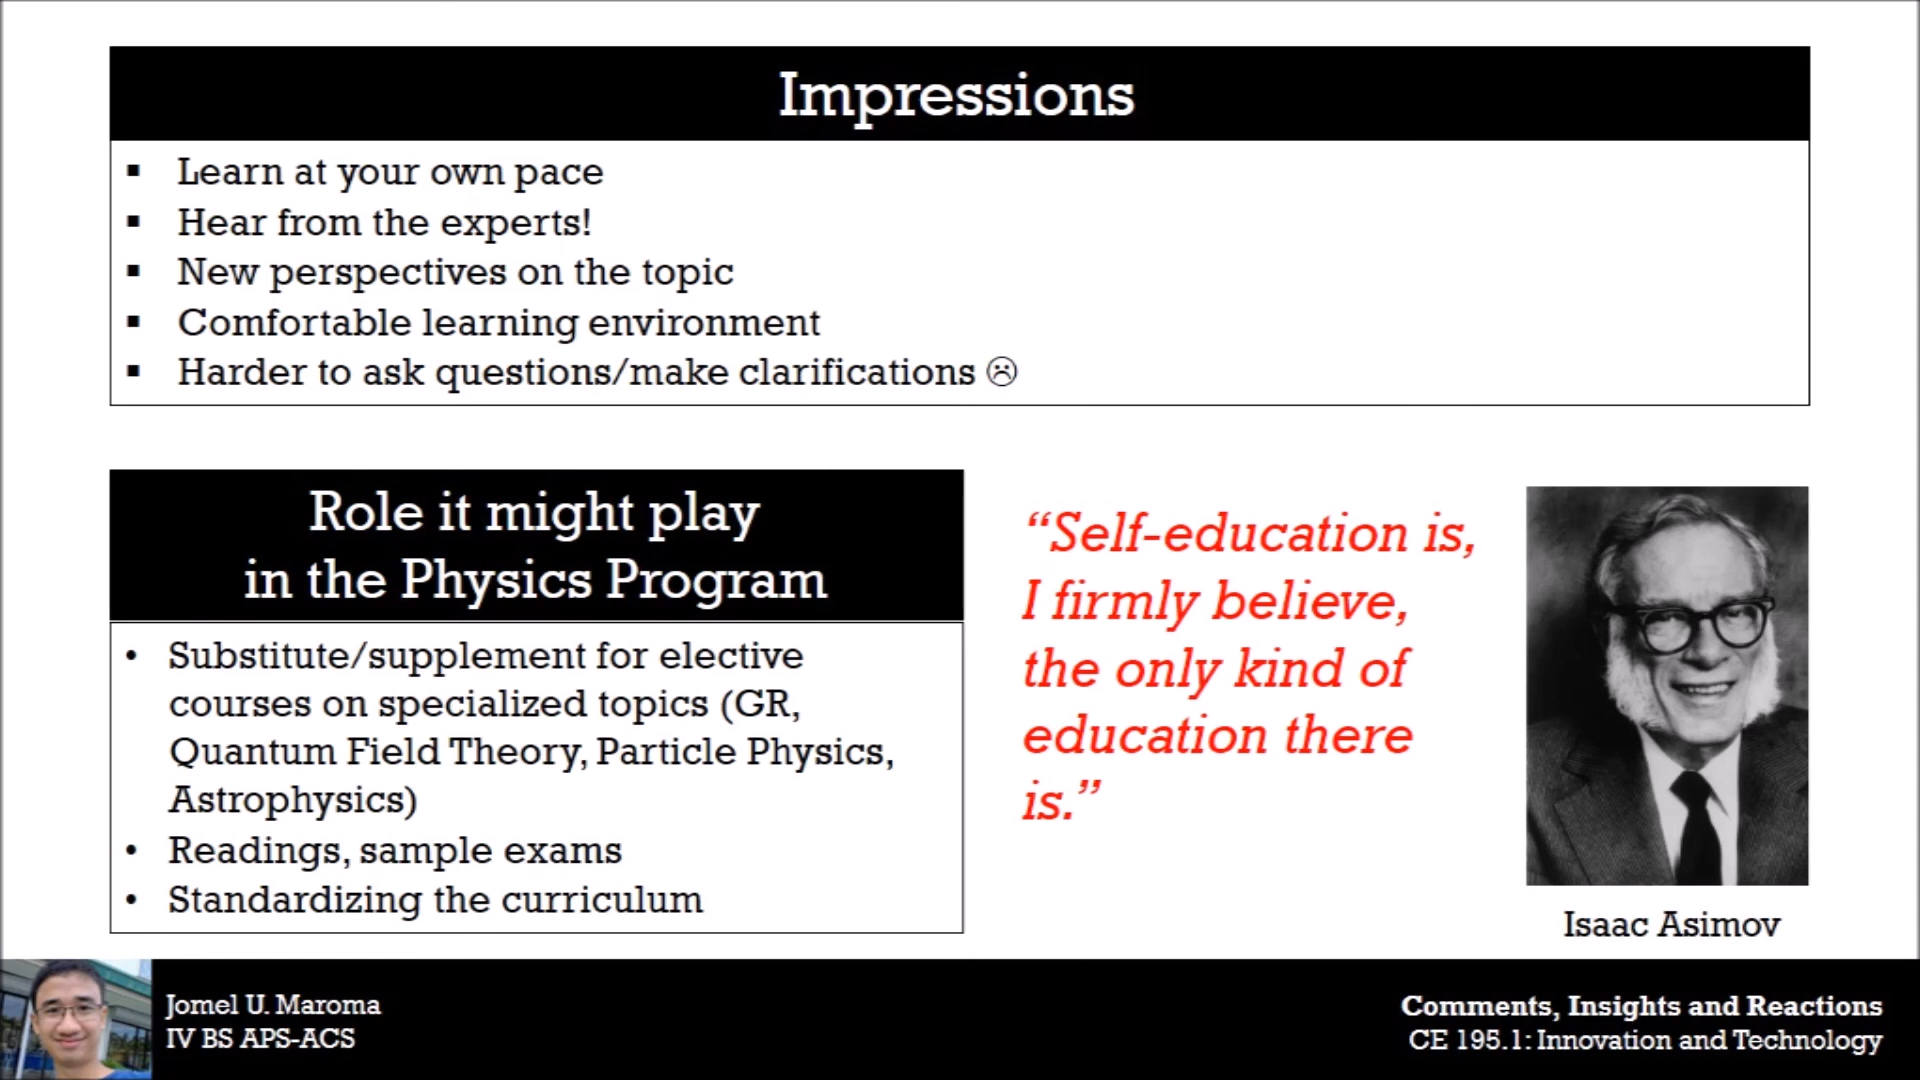 Impressions
▪ Learn at your own pace
▪ Hear from the experts!
▪ New perspectives on the topic
▪ Comfortable learning environment
▪ Harder to ask questions/make clarifications ☹
Role it might play
in the Physics Program
• Substitute/supplement for elective
courses on specialized topics (GR,
Quantum Field Theory, Particle Physics,
Astrophysics)
• Readings, sample exams
• Standardizing the curriculum
“Self-education is,
I firmly believe,
the only kind of
education there
is.”
Isaac Asimov
Jomel U. Maroma
IV BS APS-ACS
Comments, Insights and Reactions
CE 195.1: Innovation and Technology